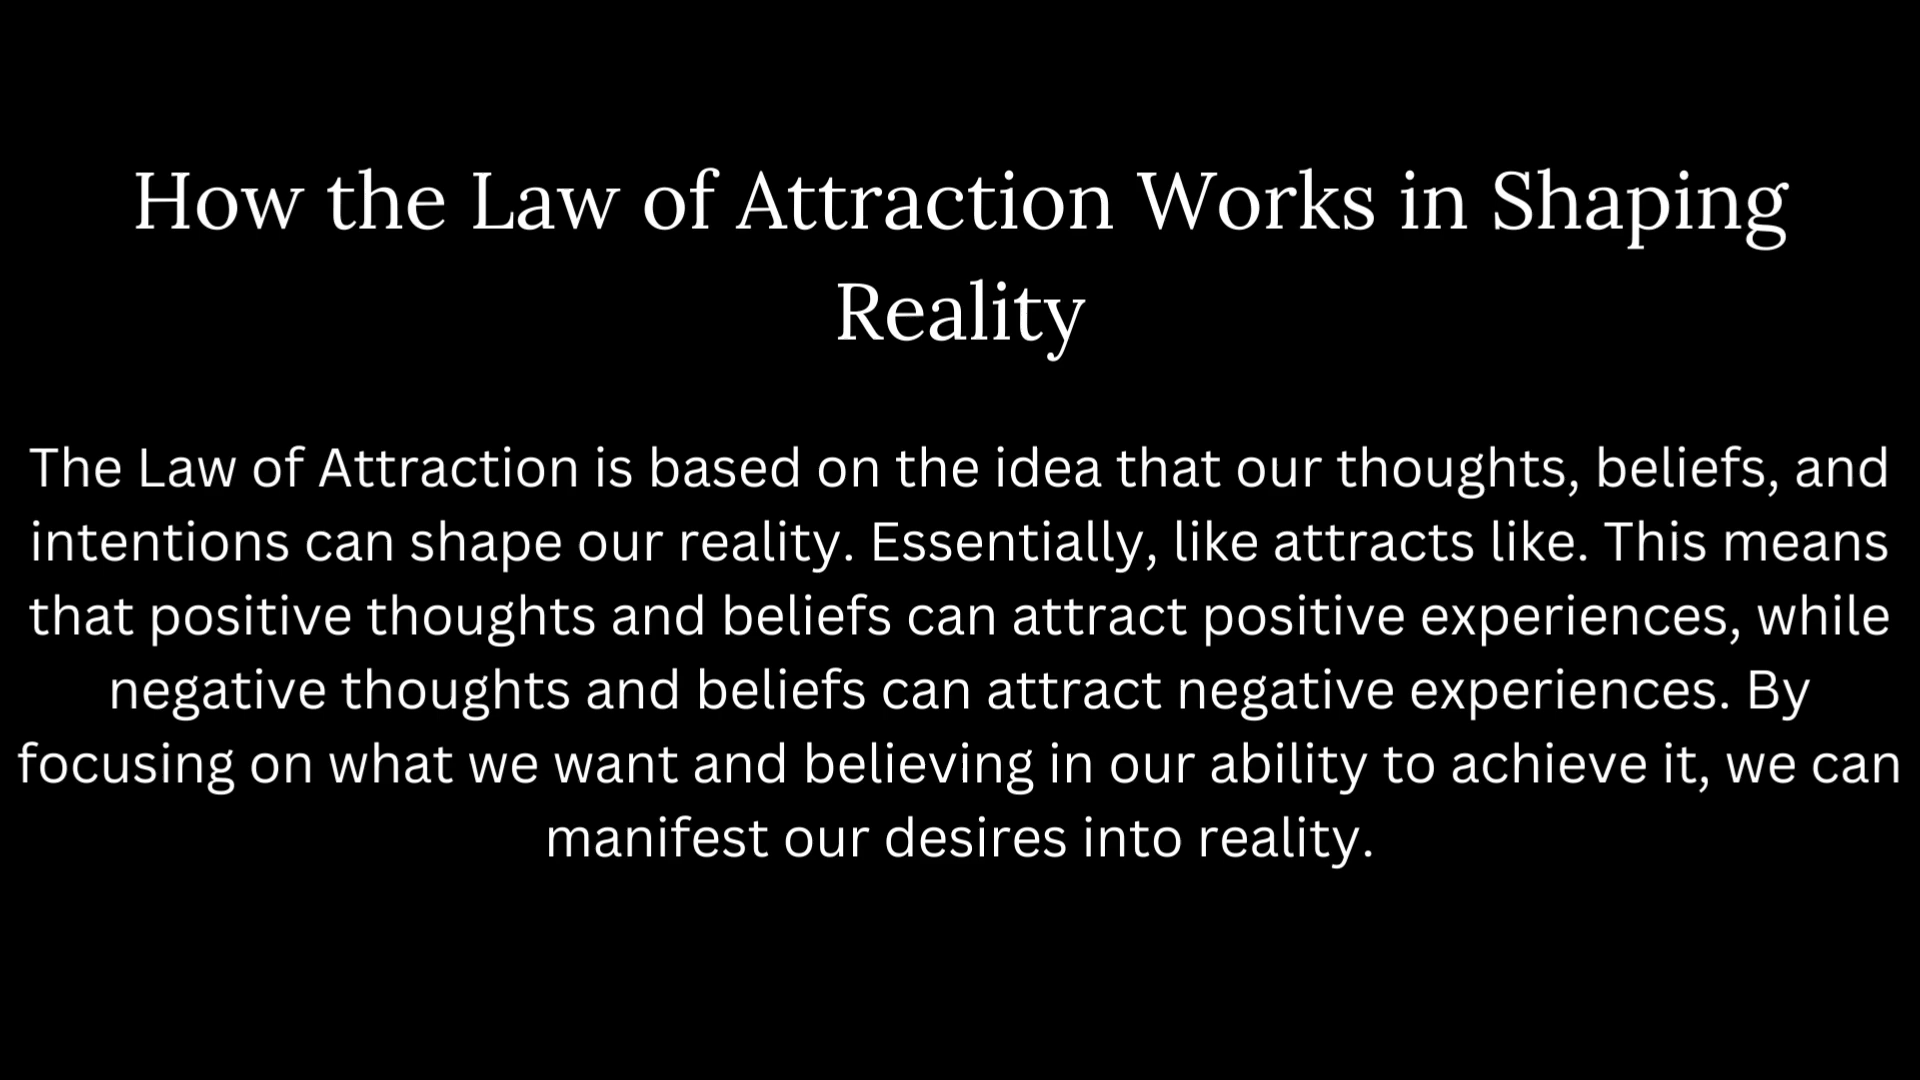 How the Law of Attraction Works in Shaping
Reality
The Law of Attraction is based on the idea that our thoughts, beliefs, and
intentions can shape our reality. Essentially, like attracts like. This means
that positive thoughts and beliefs can attract positive experiences, while
negative thoughts and beliefs can attract negative experiences. By
focusing on what we want and believing in our ability to achieve it, we can
manifest our desires into reality.